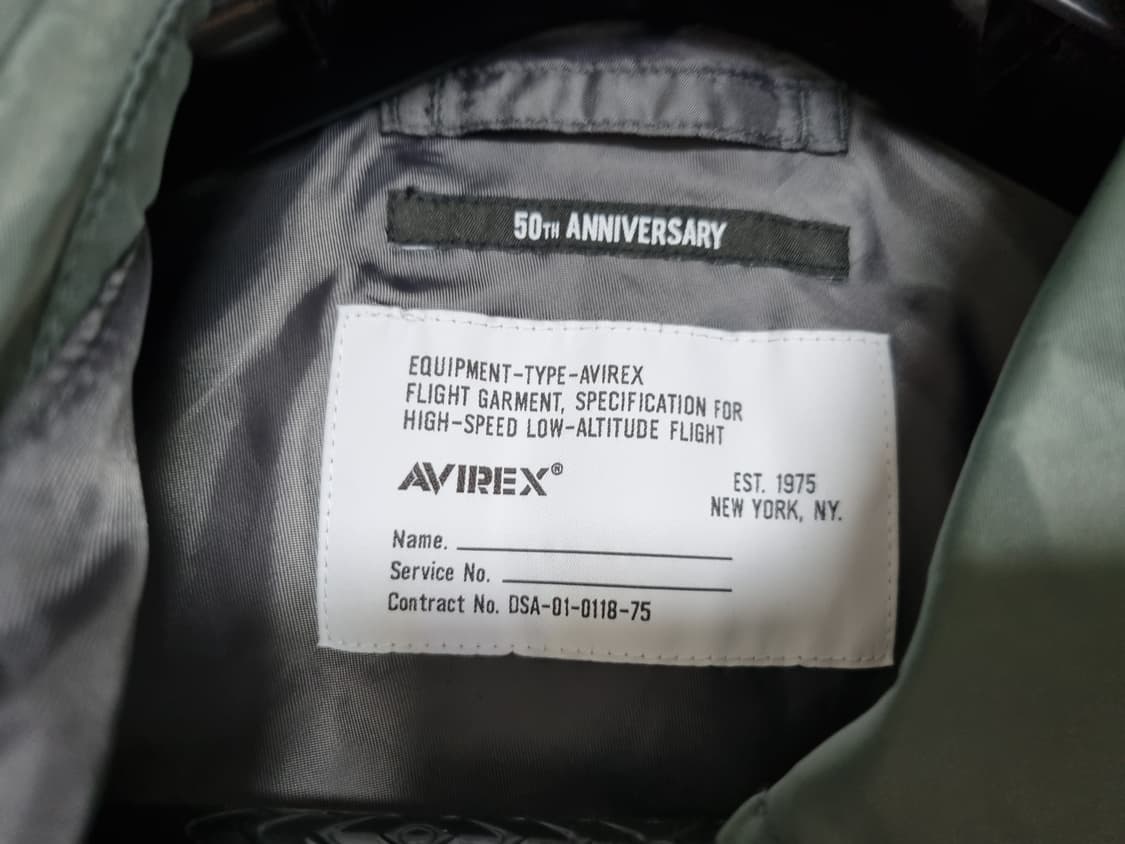 50TH ANNIVERSARY
EQUIPMENT-TYPE-AVIREX
FLIGHT GARMENT, SPECIFICATION FOR
HIGH-SPEED LOW-ALTITUDE FLIGHT
AVIREX®
EST. 1975
NEW YORK, NY.
Name.
Service No.
Contract No. DSA-01-0118-75